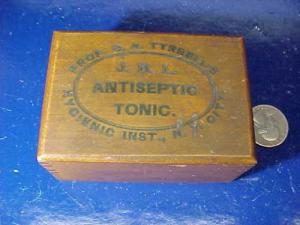 PROF. C. A. TYRRELL'S
J. B. L.
ANTISEPTIC
TONIC.
HYGIENIC INST., N.Y. CITY